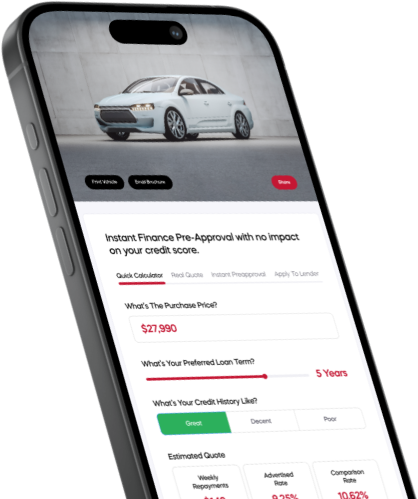 Print Vehicle Email Brochure Share
Instant Finance Pre-Approval with no impact
on your credit score.
Quick Calculator Real Quote Instant Preapproval Apply To Lender
What's The Purchase Price?
$27,990
What's Your Preferred Loan Term?
5 Years
What's Your Credit History Like?
Great Decent Poor
Estimated Quote
Weekly Advertised Comparison
Repayments Rate Rate
9.25% 10.62%